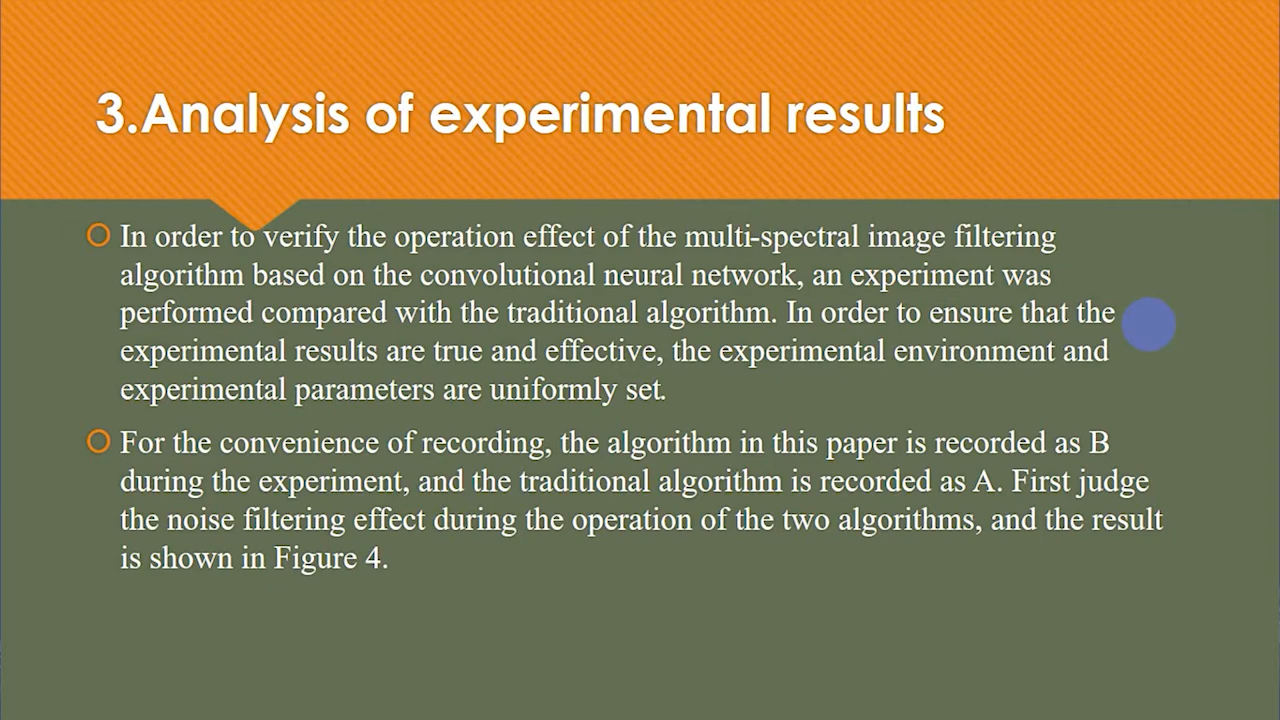 3.Analysis of experimental results
In order to verify the operation effect of the multi-spectral image filtering
algorithm based on the convolutional neural network, an experiment was
performed compared with the traditional algorithm. In order to ensure that the
experimental results are true and effective, the experimental environment and
experimental parameters are uniformly set.
For the convenience of recording, the algorithm in this paper is recorded as B
during the experiment, and the traditional algorithm is recorded as A. First judge
the noise filtering effect during the operation of the two algorithms, and the result
is shown in Figure 4.